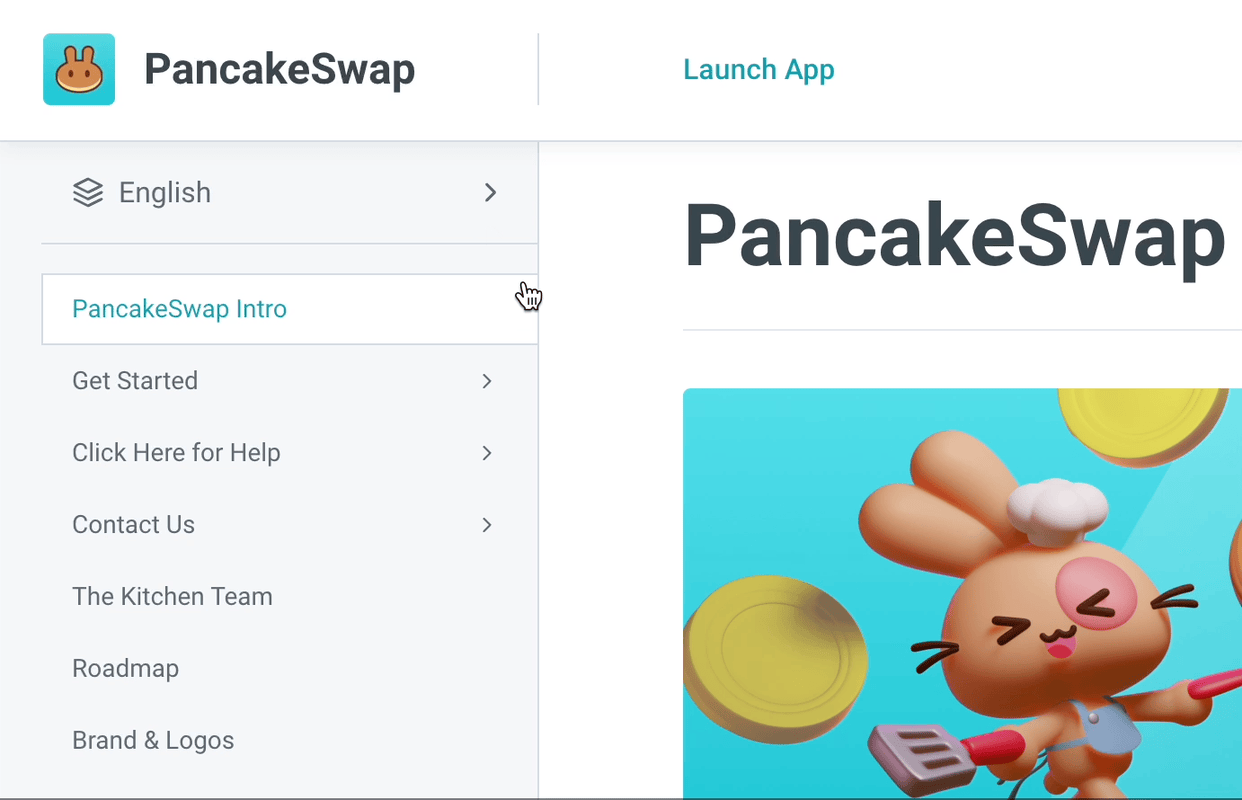 PancakeSwap
Launch App
English
PancakeSwap Intro
Get Started
Click Here for Help
Contact Us
The Kitchen Team
Roadmap
Brand & Logos
PancakeSwap